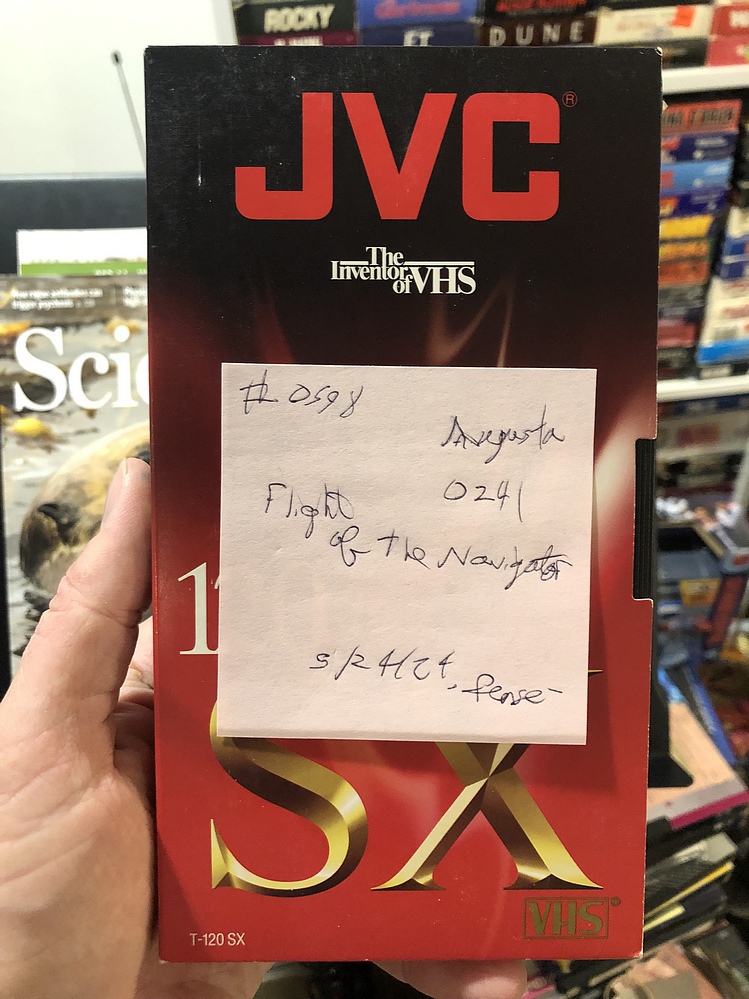 ROCKY
ET
DUNE
JVC®
The
Inventor
of VHS
Scie
# 0598
Augusta
0241
Flight
of the Navigator
5/24/24
SX
VHS
T-120 SX